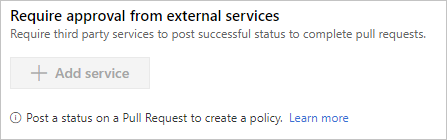 Require approval from external services
Require third party services to post successful status to complete pull requests.
+ Add service
Post a status on a Pull Request to create a policy. Learn more